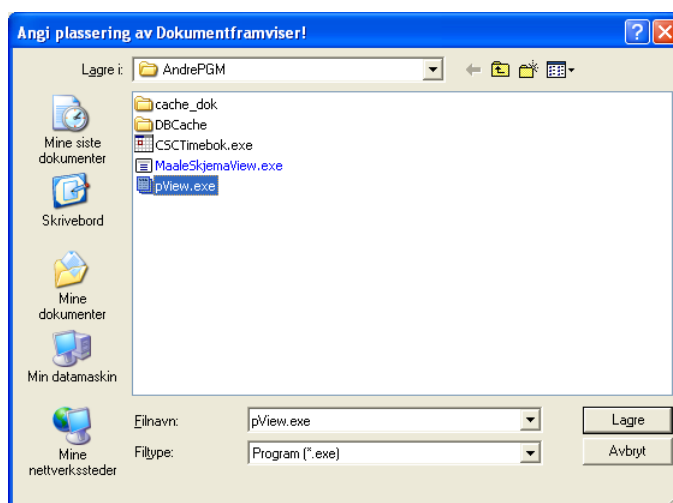 Angi plassering av Dokumentframviser!
Lagre i:
AndrePGM
cache_dok
DBCache
CSCTimebok.exe
MaaleSkjemaView.exe
pView.exe
Mine siste
dokumenter
Skrivebord
Mine
dokumenter
Min datamaskin
Mine
nettverkssteder
Filnavn:
pView.exe
Lagre
Filtype:
Program (*.exe)
Avbryt